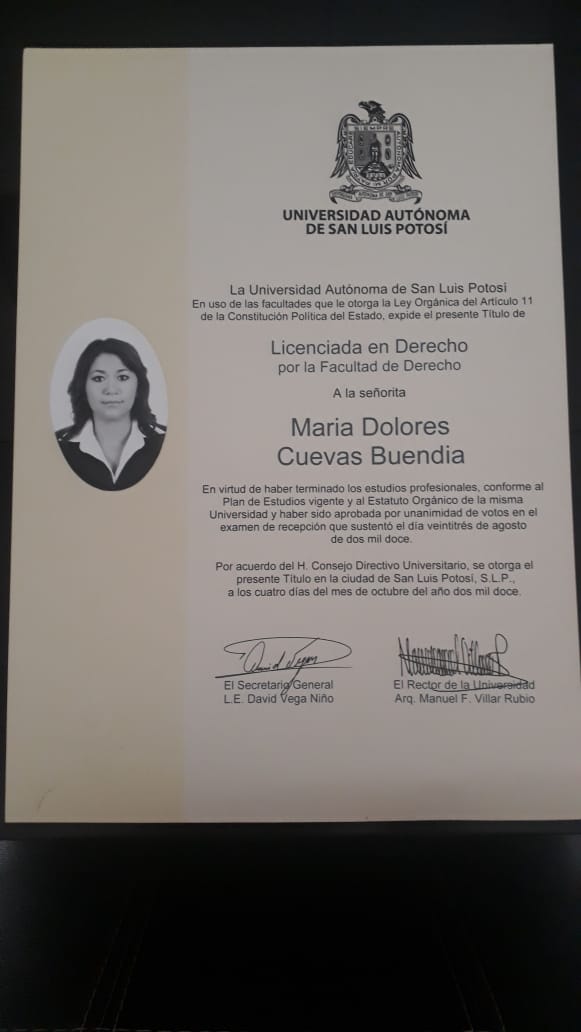 SIEMPRE AUTÓNOMA POR MI PATRIA EDUCARÉ
UNIVERSIDAD AUTÓNOMA
DE SAN LUIS POTOSÍ
La Universidad Autónoma de San Luis Potosí
En uso de las facultades que le otorga la Ley Orgánica del Artículo 11
de la Constitución Política del Estado, expide el presente Título de
Licenciada en Derecho
por la Facultad de Derecho
A la señorita
Maria Dolores
Cuevas Buendia
En virtud de haber terminado los estudios profesionales, conforme al
Plan de Estudios vigente y al Estatuto Orgánico de la misma
Universidad y haber sido aprobada por unanimidad de votos en el
examen de recepción que sustentó el día veintitrés de agosto
de dos mil doce.
Por acuerdo del H. Consejo Directivo Universitario, se otorga el
presente Título en la ciudad de San Luis Potosí, S.L.P.,
a los cuatro días del mes de octubre del año dos mil doce.
El Secretario General
L.E. David Vega Niño
El Rector de la Universidad
Arq. Manuel F. Villar Rubio